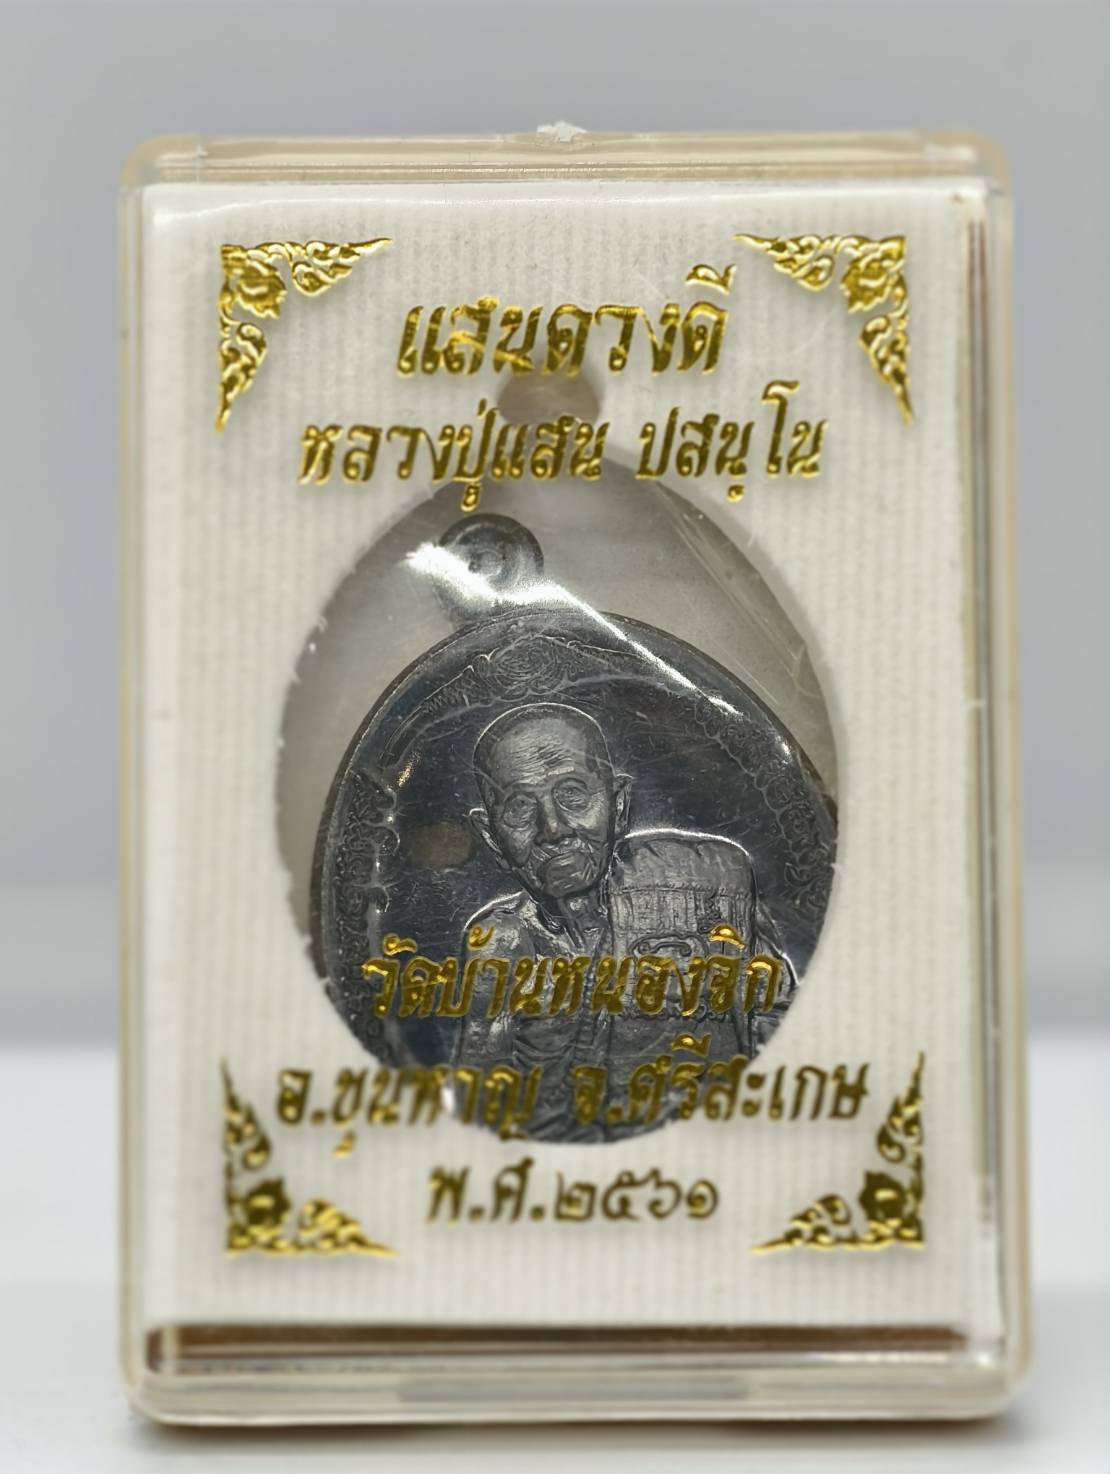 แสนดวงดี
หลวงปู่แสน ปสนฺโน
วัดบ้านหนองจิก
อ.ขุนหาญ จ.ศรีสะเกษ
พ.ศ.๒๕๖๑